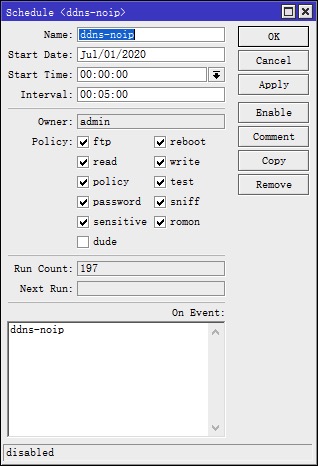 Schedule <ddns-noip>
Name: ddns-noip
OK
Start Date: Jul/01/2020
Cancel
Start Time: 00:00:00
Apply
Interval: 00:05:00
Enable
Owner: admin
Comment
Policy: ftp reboot
Copy
read write
policy test
Remove
password sniff
sensitive romon
dude
Run Count: 197
Next Run:
On Event:
ddns-noip
disabled